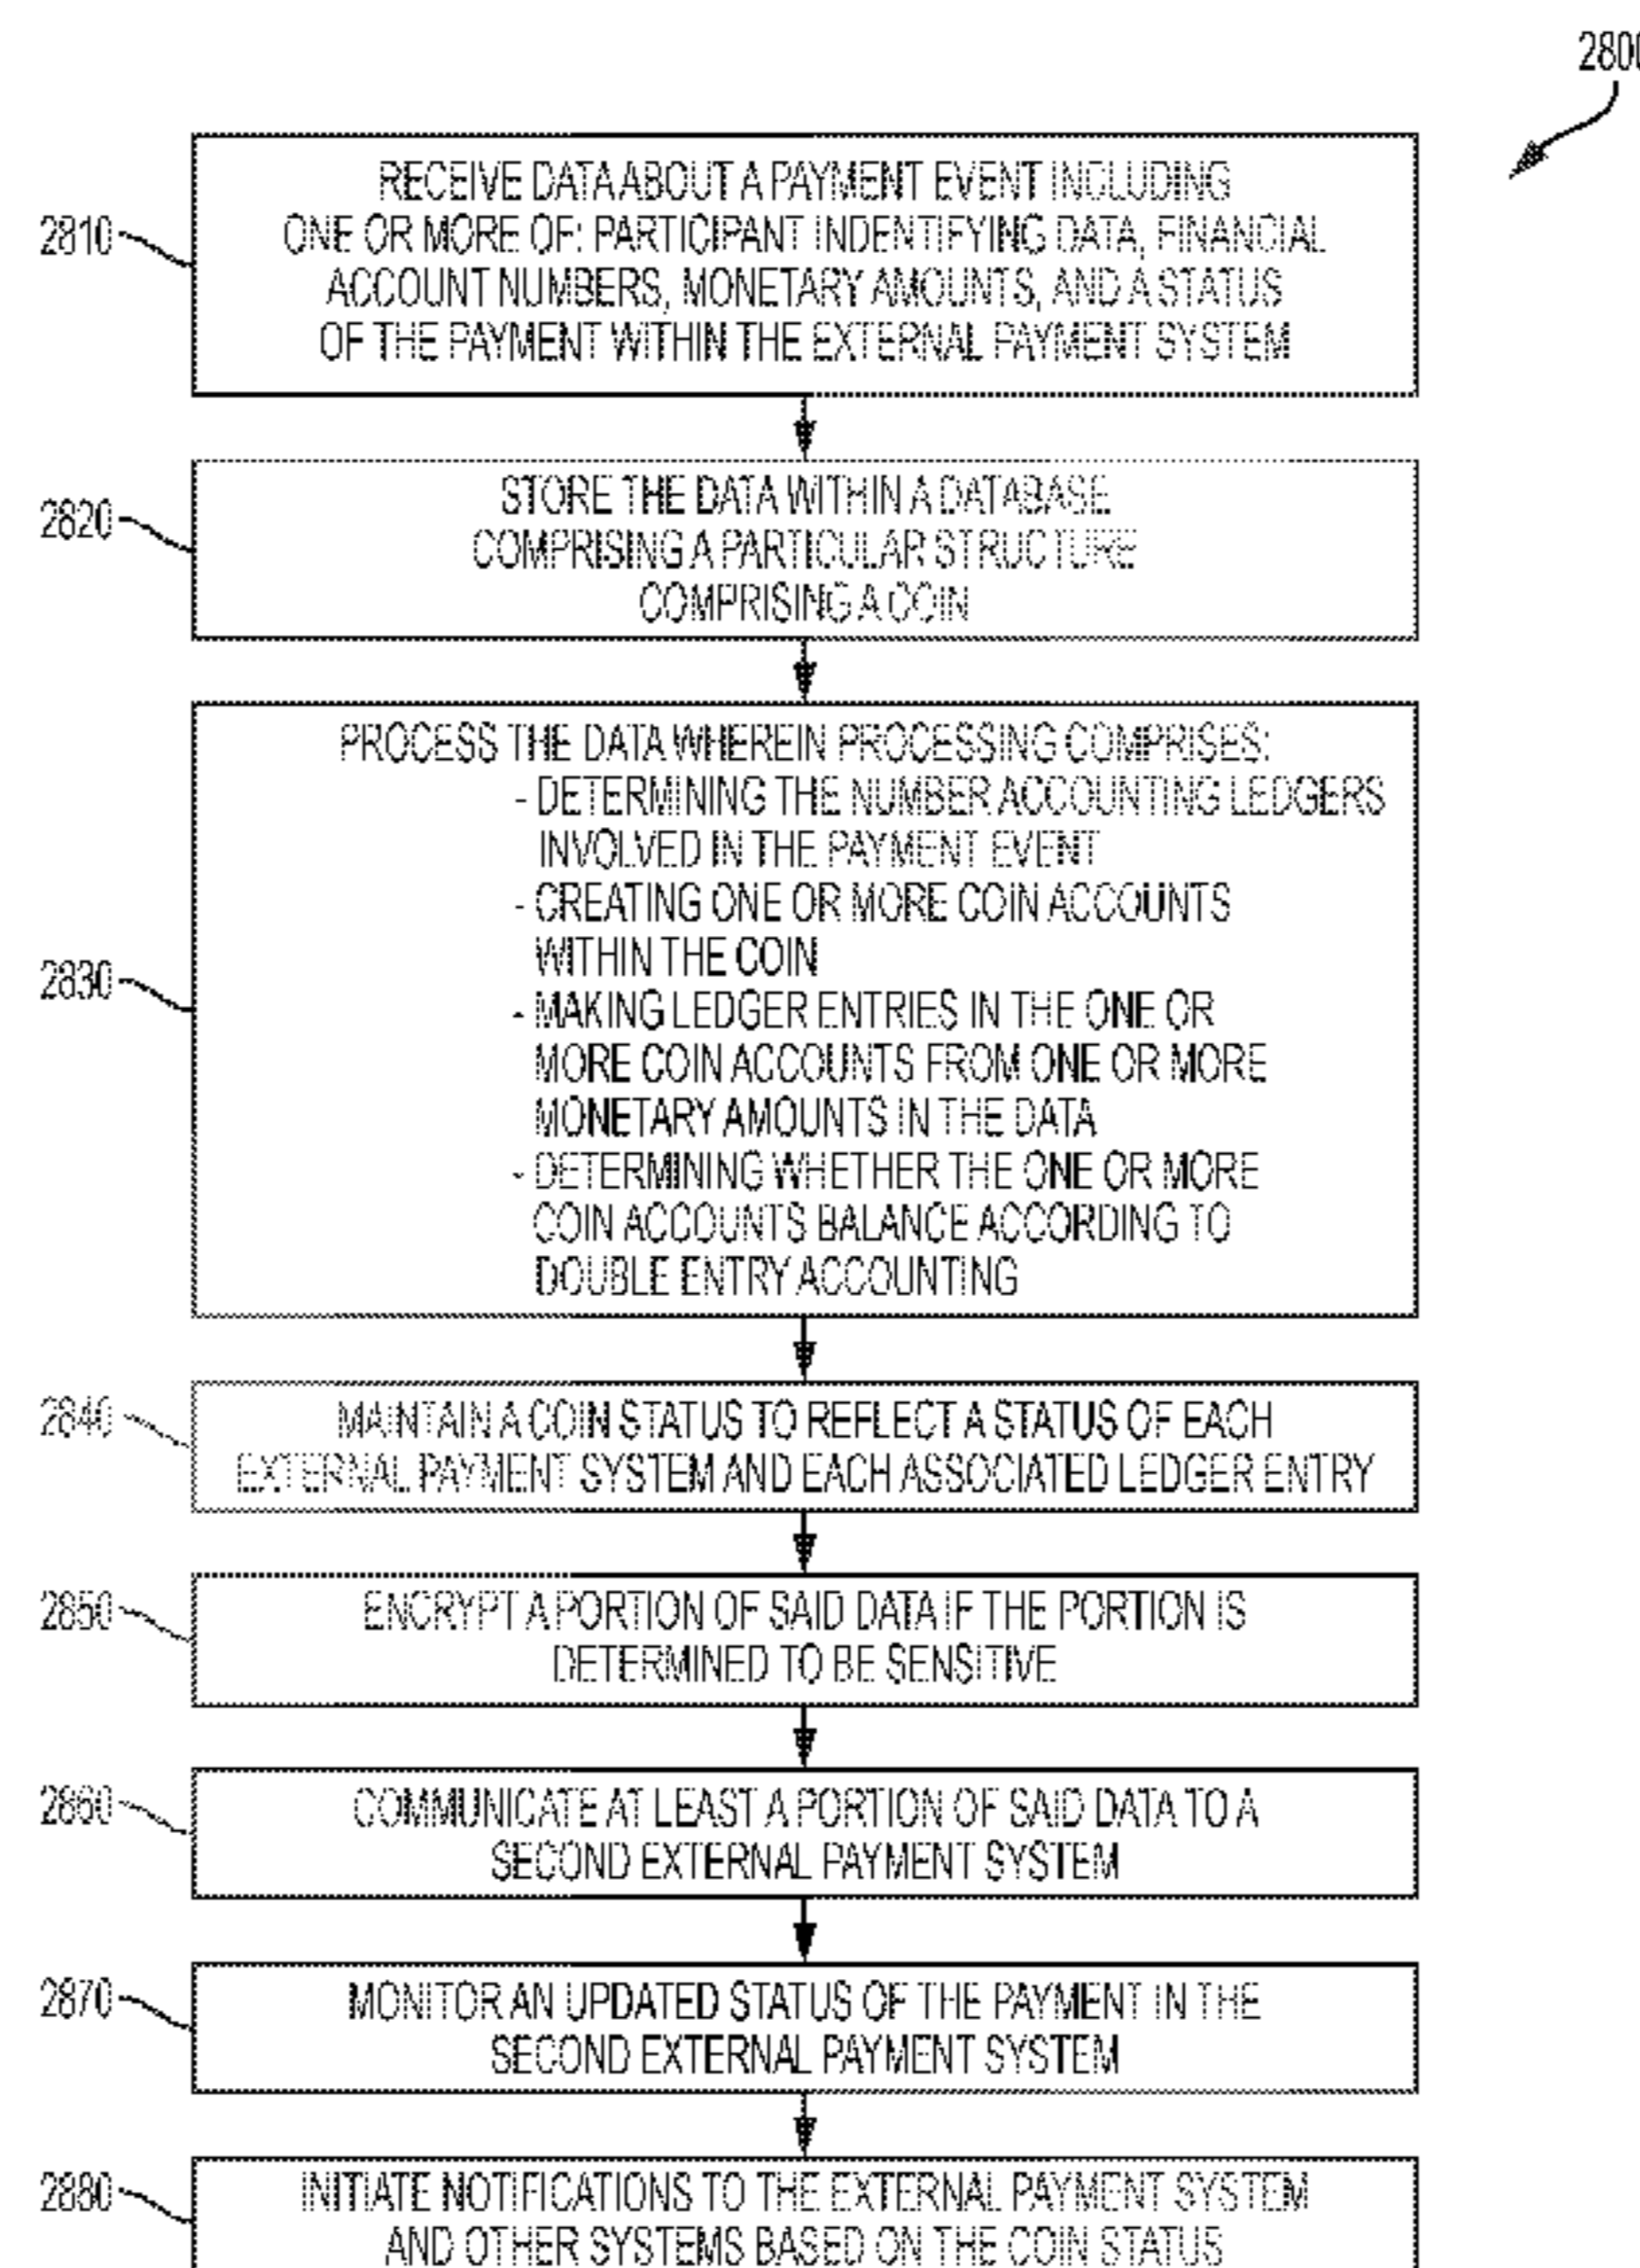 2800
2810
RECEIVE DATA ABOUT A PAYMENT EVENT INCLUDING
ONE OR MORE OF: PARTICIPANT INDENTIFYING DATA, FINANCIAL
ACCOUNT NUMBERS, MONETARY AMOUNTS, AND A STATUS
OF THE PAYMENT WITHIN THE EXTERNAL PAYMENT SYSTEM
2820
STORE THE DATA WITHIN A DATABASE
COMPRISING A PARTICULAR STRUCTURE
COMPRISING A COIN
2830
PROCESS THE DATA WHEREIN PROCESSING COMPRISES:
- DETERMINING THE NUMBER ACCOUNTING LEDGERS
INVOLVED IN THE PAYMENT EVENT
- CREATING ONE OR MORE COIN ACCOUNTS
WITHIN THE COIN
- MAKING LEDGER ENTRIES IN THE ONE OR
MORE COIN ACCOUNTS FROM ONE OR MORE
MONETARY AMOUNTS IN THE DATA
- DETERMINING WHETHER THE ONE OR MORE
COIN ACCOUNTS BALANCE ACCORDING TO
DOUBLE ENTRY ACCOUNTING
2840
MAINTAIN A COIN STATUS TO REFLECT A STATUS OF EACH
EXTERNAL PAYMENT SYSTEM AND EACH ASSOCIATED LEDGER ENTRY
2850
ENCRYPT A PORTION OF SAID DATA IF THE PORTION IS
DETERMINED TO BE SENSITIVE
2860
COMMUNICATE AT LEAST A PORTION OF SAID DATA TO A
SECOND EXTERNAL PAYMENT SYSTEM
2870
MONITOR AN UPDATED STATUS OF THE PAYMENT IN THE
SECOND EXTERNAL PAYMENT SYSTEM
2880
INITIATE NOTIFICATIONS TO THE EXTERNAL PAYMENT SYSTEM
AND OTHER SYSTEMS BASED ON THE COIN STATUS